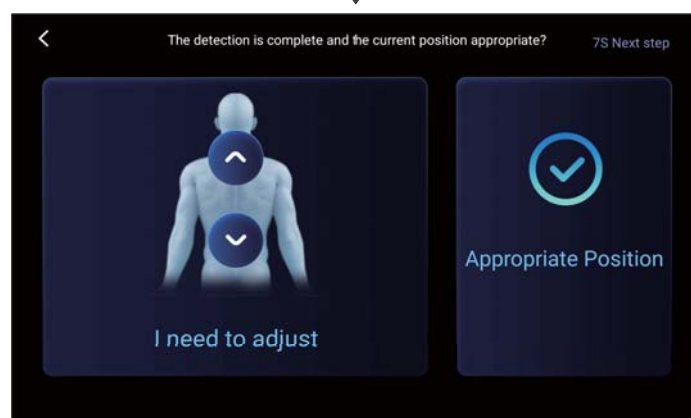 The detection is complete and the current position appropriate?
7S Next step
I need to adjust
Appropriate Position